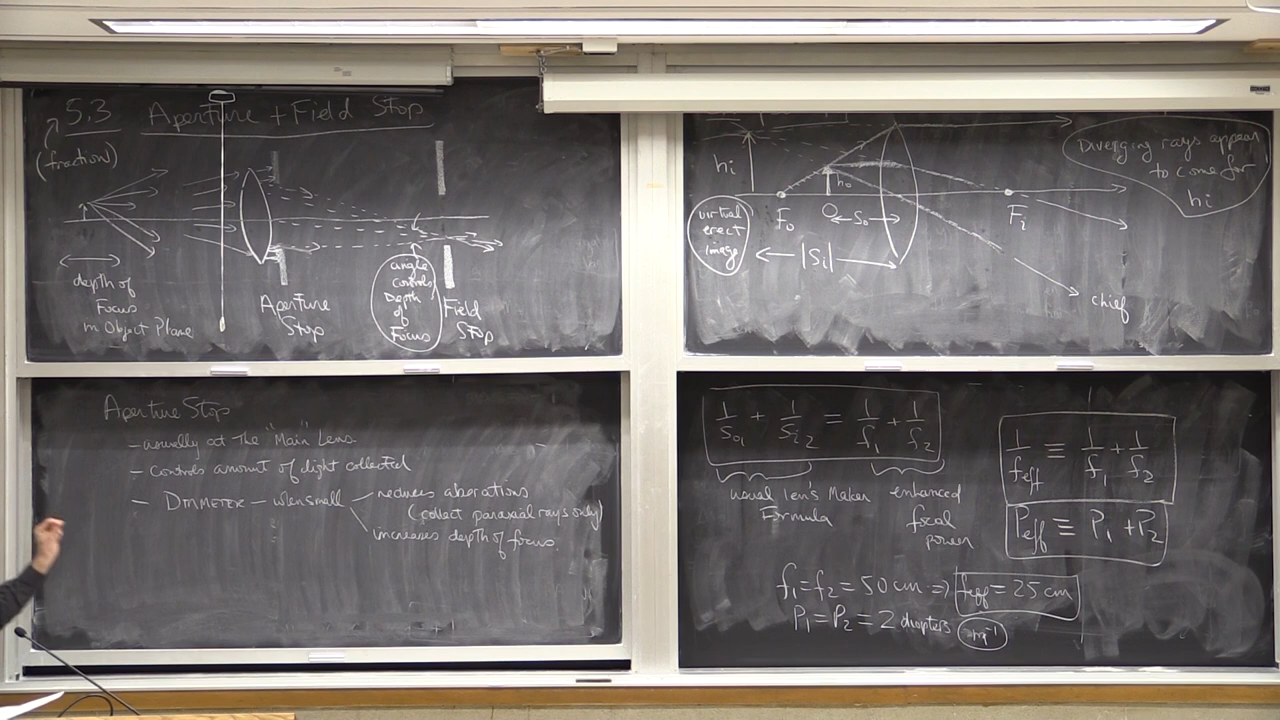 5.3 Aperture + Field Stop
(fraction)
depth of
Focus
in Object Plane
Aperture
Stop
angle
controls
Depth
of
Focus
Field
Stop
hi
virtual
erect
image
Fo
O
So
ho
|Si|
Fi
chief
Diverging rays appear
to come for
hi
Aperture Stop
- usually at the "Main" Lens
- Controls amount of light collected
- DIAMETER - when small
reduces aberations
(collect paraxial rays only)
increases depth of focus
1/So1 + 1/Si2 = 1/f1 + 1/f2
usual len's Maker
Formula
enhanced
focal
power
1/feff ≡ 1/f1 + 1/f2
Peff ≡ P1 + P2
f1 = f2 = 50 cm ⇒ feff = 25 cm
P1 = P2 = 2 diopters